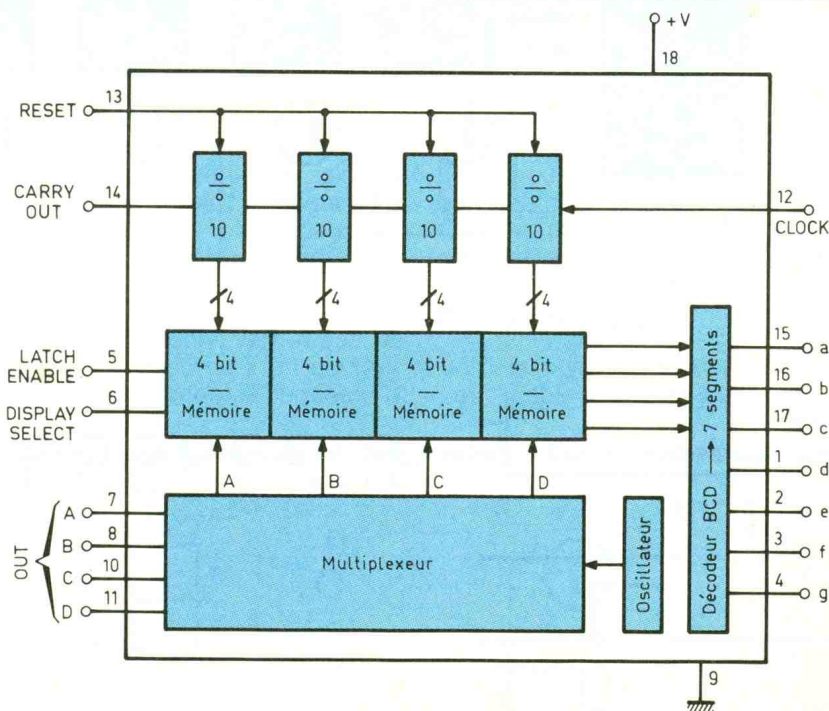 +V
18
RESET
13
CARRY OUT
14
÷ 10
÷ 10
÷ 10
÷ 10
12
CLOCK
4
4
4
4
LATCH ENABLE
5
DISPLAY SELECT
6
4 bit
Mémoire
4 bit
Mémoire
4 bit
Mémoire
4 bit
Mémoire
A
B
C
D
OUT
A 7
B 8
C 10
D 11
Multiplexeur
Oscillateur
Décodeur BCD → 7 segments
15 a
16 b
17 c
1 d
2 e
3 f
4 g
9